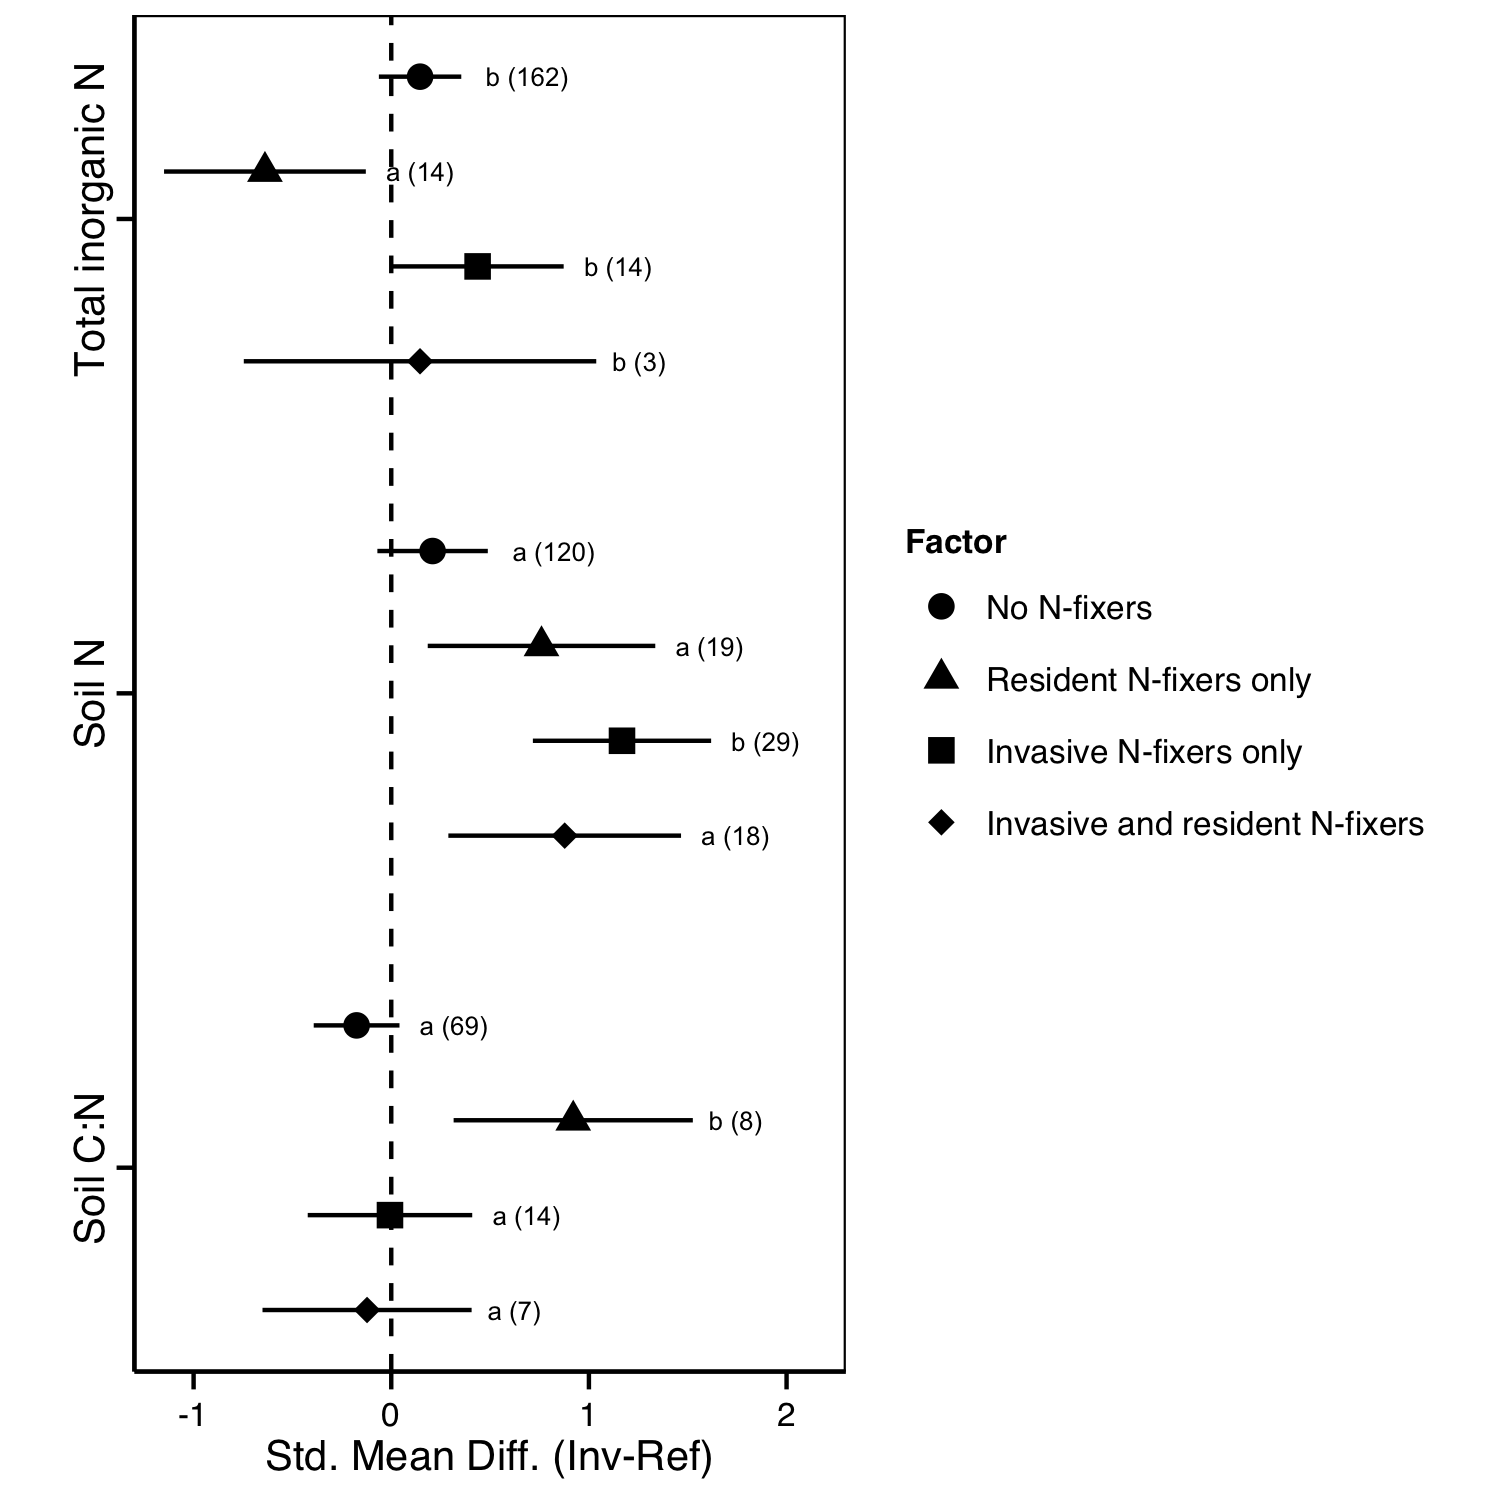 Total inorganic N
b (162)
a (14)
b (14)
b (3)
Soil N
a (120)
a (19)
b (29)
a (18)
Soil C:N
a (69)
b (8)
a (14)
a (7)
-1
0
1
2
Std. Mean Diff. (Inv-Ref)
Factor
No N-fixers
Resident N-fixers only
Invasive N-fixers only
Invasive and resident N-fixers